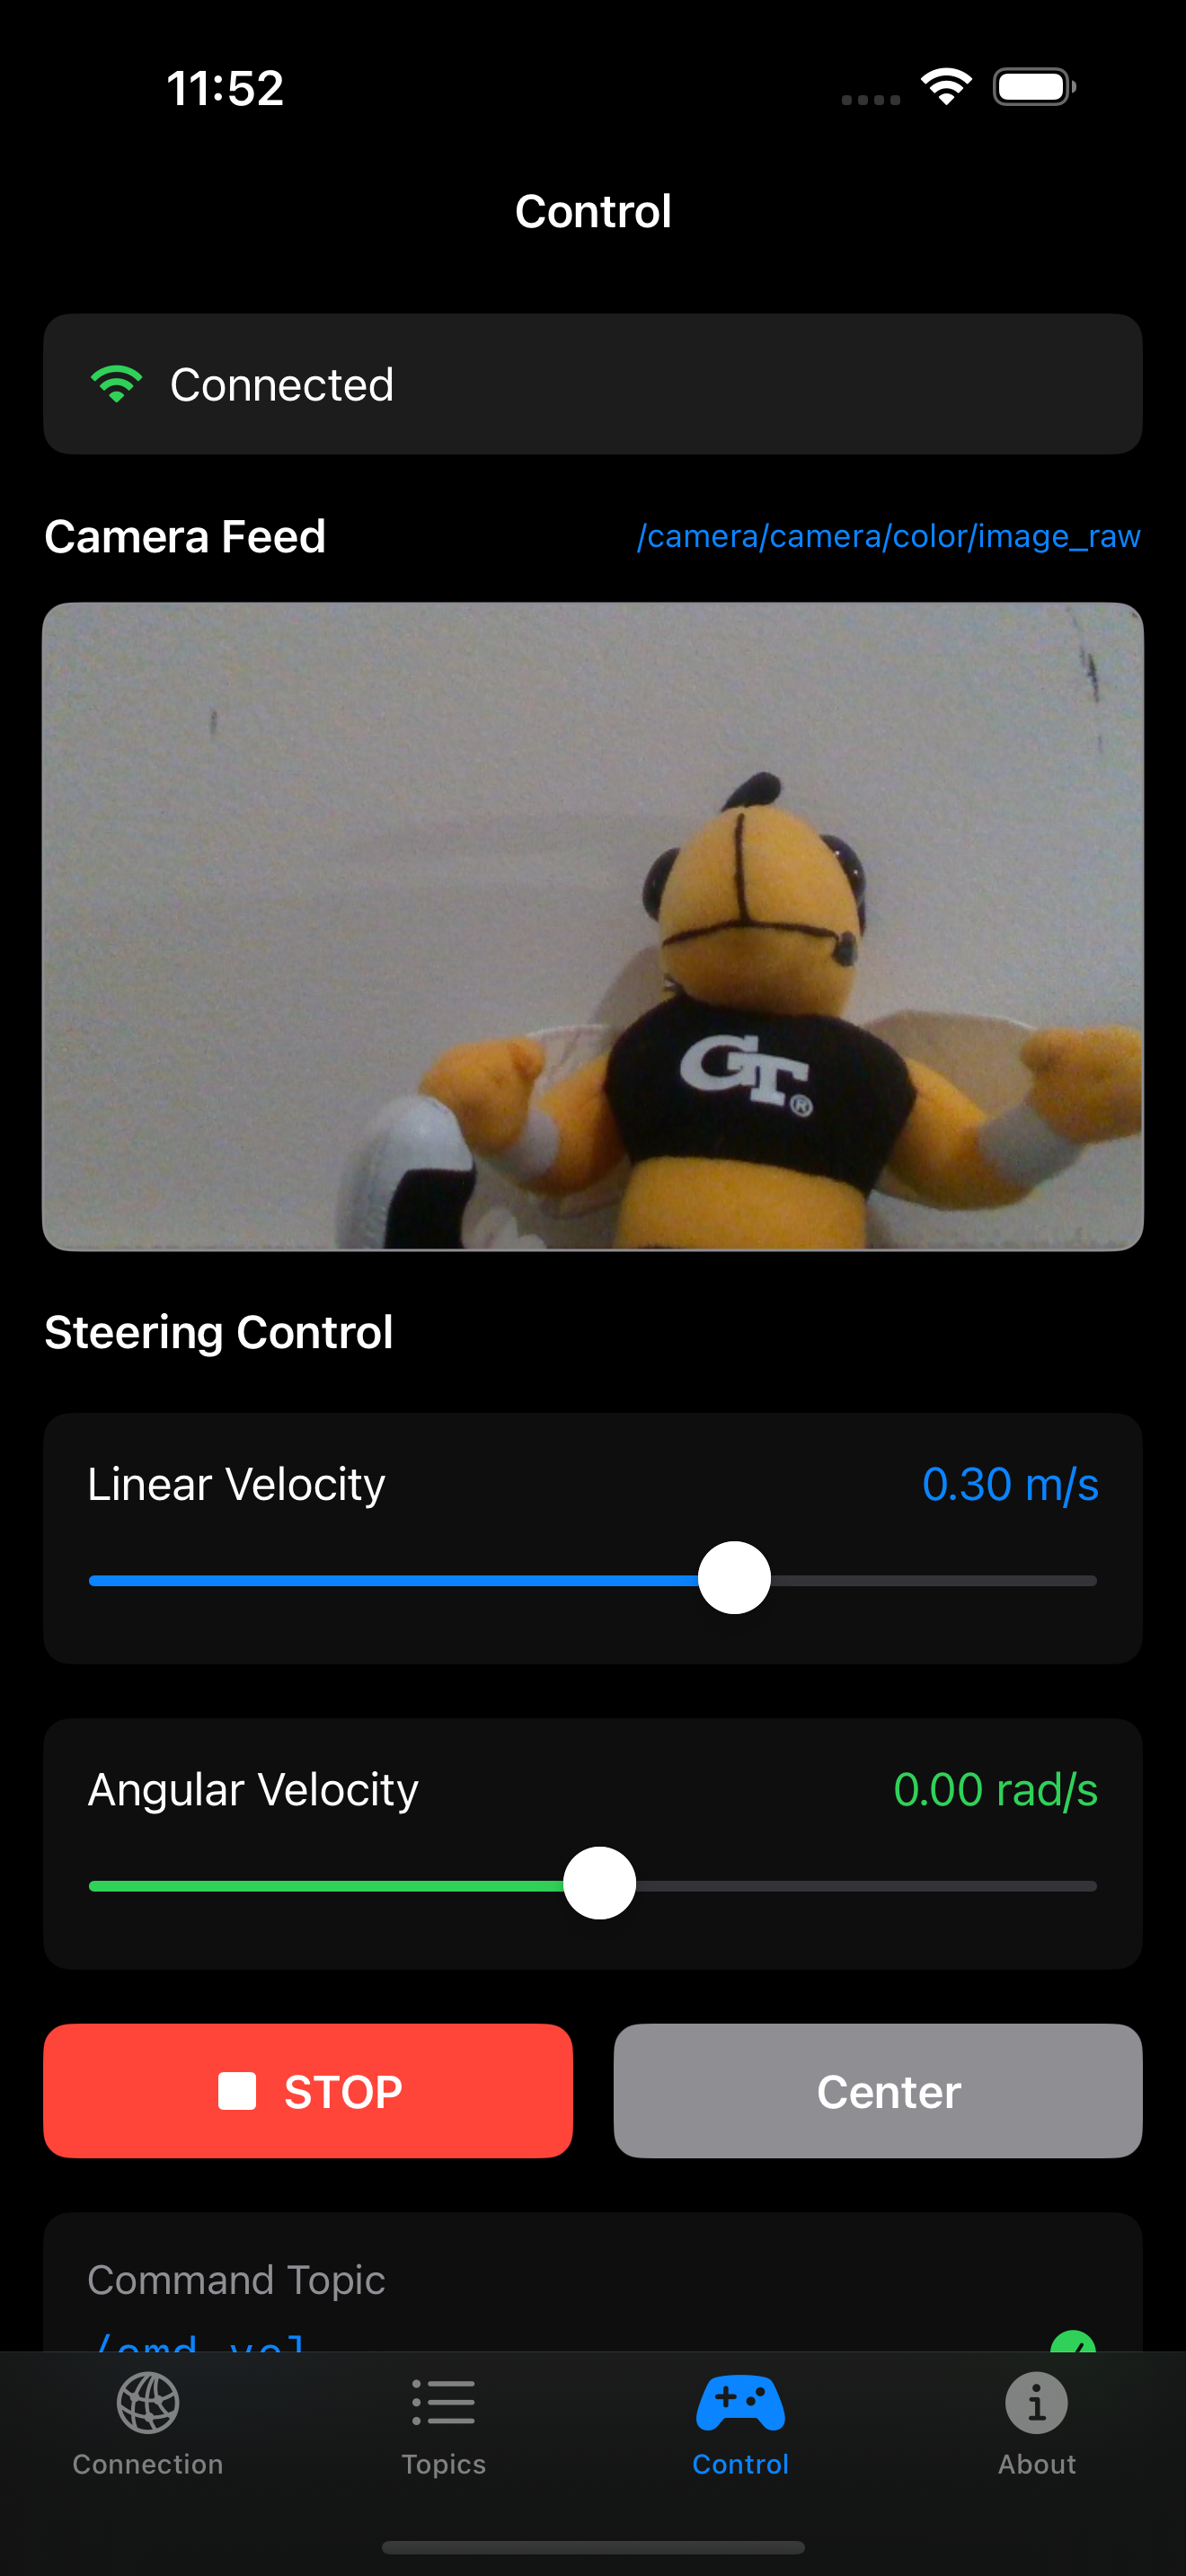 11:52
Control
Connected
Camera Feed
/camera/camera/color/image_raw
GT®
Steering Control
Linear Velocity
0.30 m/s
Angular Velocity
0.00 rad/s
STOP
Center
Command Topic
/cmd_vel
Connection
Topics
Control
About